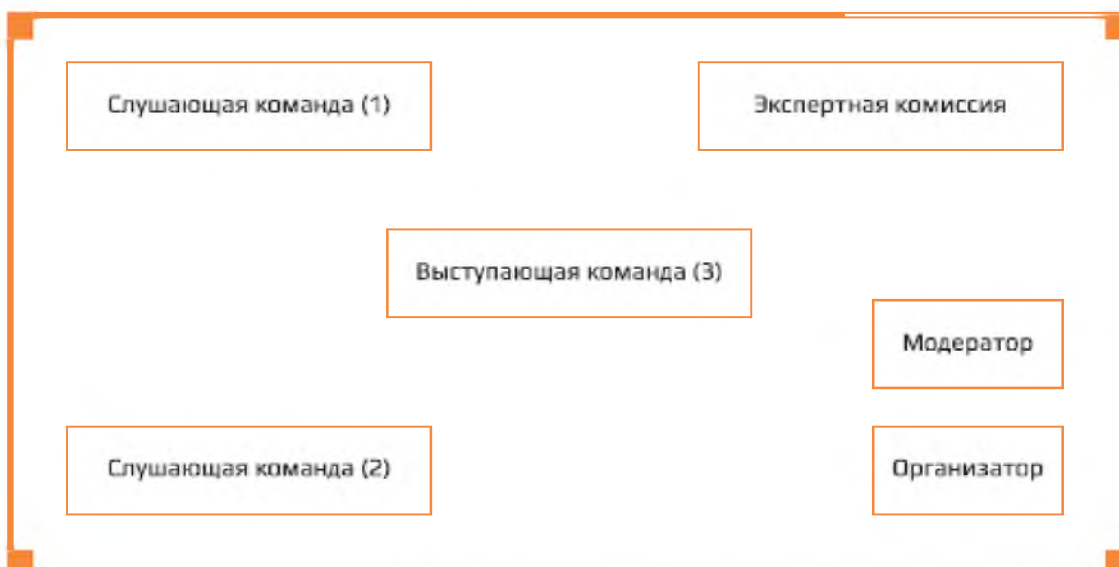 Слушающая команда (1)
Экспертная комиссия
Выступающая команда (3)
Модератор
Слушающая команда (2)
Организатор